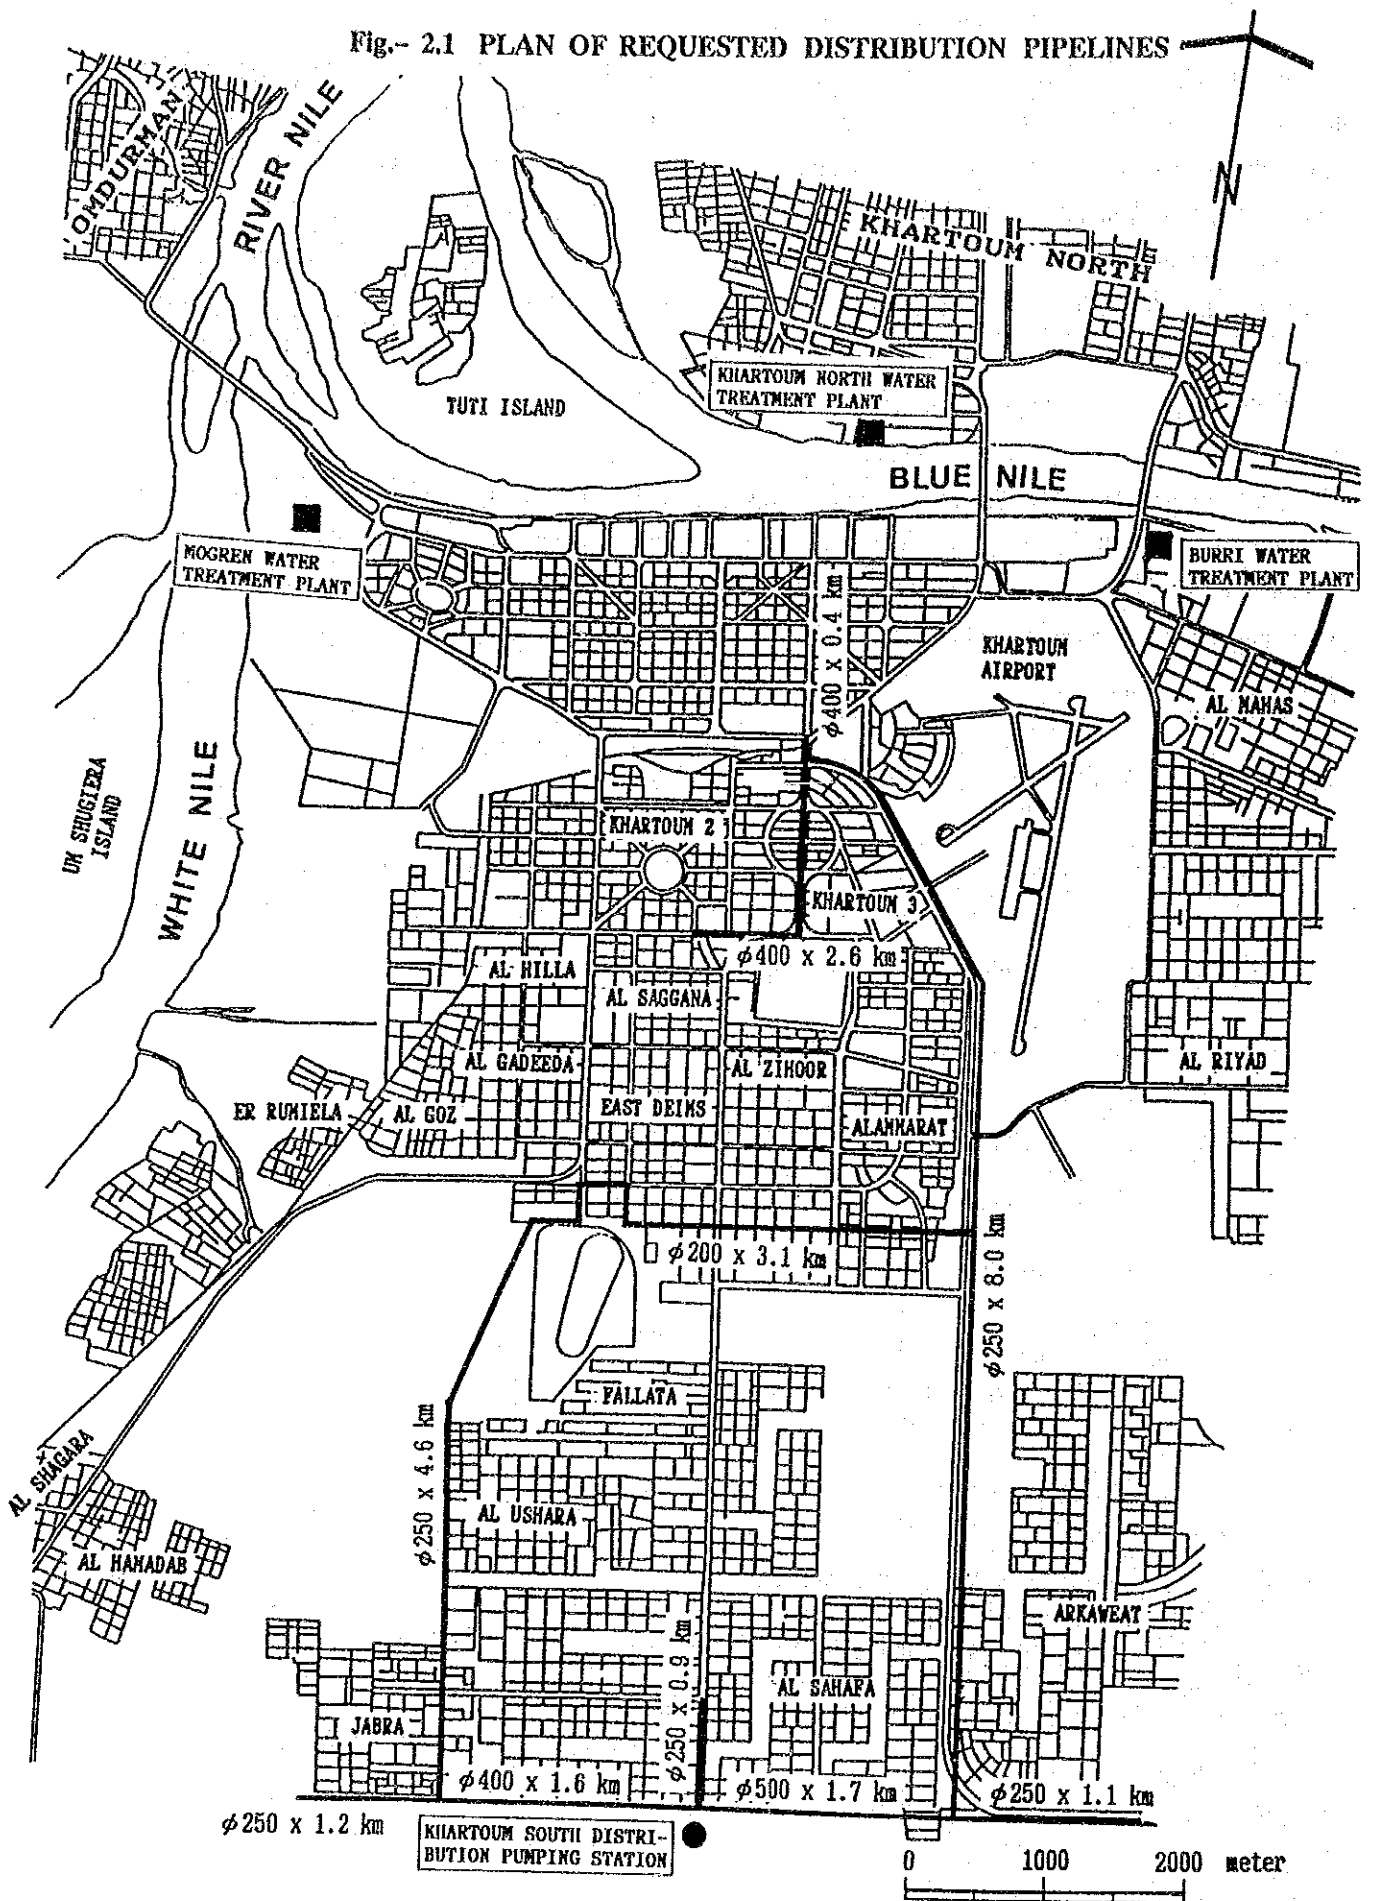 Fig.- 2.1 PLAN OF REQUESTED DISTRIBUTION PIPELINES
OMDURMAN
RIVER NILE
N
KHARTOUM NORTH
KHARTOUM NORTH WATER
TREATMENT PLANT
TUTI ISLAND
BLUE NILE
MOGREN WATER
TREATMENT PLANT
BURRI WATER
TREATMENT PLANT
φ400 x 0.4 km
KHARTOUM
AIRPORT
AL MAHAS
UM SHUGIERA
ISLAND
WHITE NILE
KHARTOUM 2
KHARTOUM 3
φ400 x 2.6 km
AL HILLA
AL SAGGANA
AL GADEEDA
AL ZIHOOR
AL RIYAD
ER RUMIELA
AL GOZ
EAST DEIMS
ALAMMARAT
φ200 x 3.1 km
φ250 x 8.0 km
FALLATA
φ250 x 4.6 km
AL SHAGARA
AL USHARA
AL HAMADAB
ARKAWEAT
φ250 x 0.9 km
AL SAHAFA
JABRA
φ400 x 1.6 km
φ500 x 1.7 km
φ250 x 1.1 km
φ250 x 1.2 km
KHARTOUM SOUTH DISTRI-
BUTION PUMPING STATION
0 1000 2000 meter